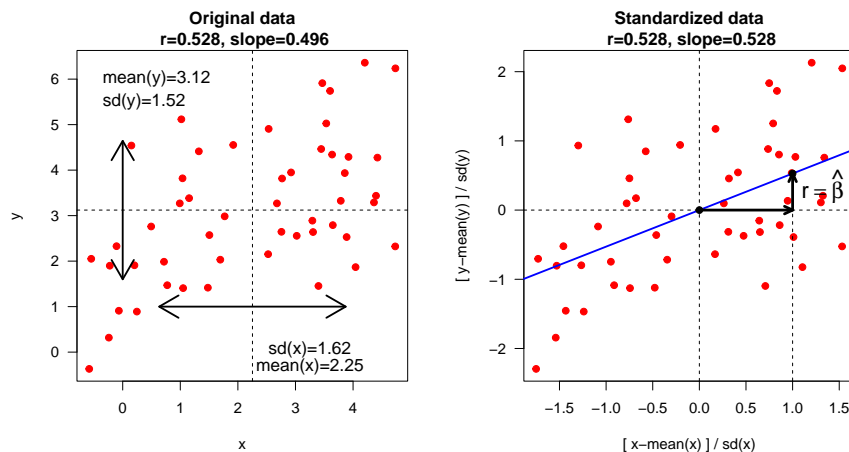 Original data
r=0.528, slope=0.496
mean(y)=3.12
sd(y)=1.52
6
5
4
3
2
1
0
y
sd(x)=1.62
mean(x)=2.25
0 1 2 3 4
x
Standardized data
r=0.528, slope=0.528
2
1
0
−1
−2
[ y−mean(y) ] / sd(y)
r = β̂
−1.5 −1.0 −0.5 0.0 0.5 1.0 1.5
[ x−mean(x) ] / sd(x)